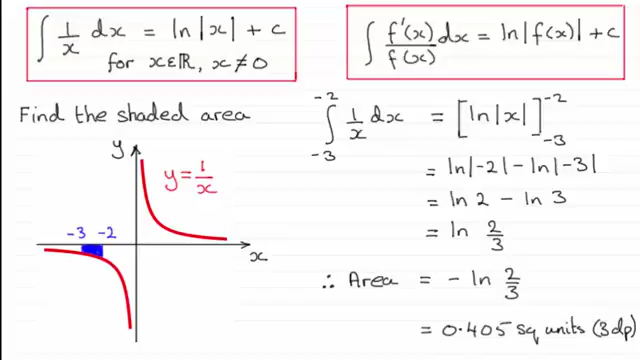 ∫ 1/x dx = ln|x| + c
for x∈ℝ, x≠0
∫ f'(x)/f(x) dx = ln|f(x)| + c
Find the shaded area
y
y = 1/x
-3 -2
x
∫_{-3}^{-2} 1/x dx = [ln|x|]_{-3}^{-2}
= ln|-2| - ln|-3|
= ln 2 - ln 3
= ln 2/3
∴ Area = - ln 2/3
= 0.405 sq units (3dp)